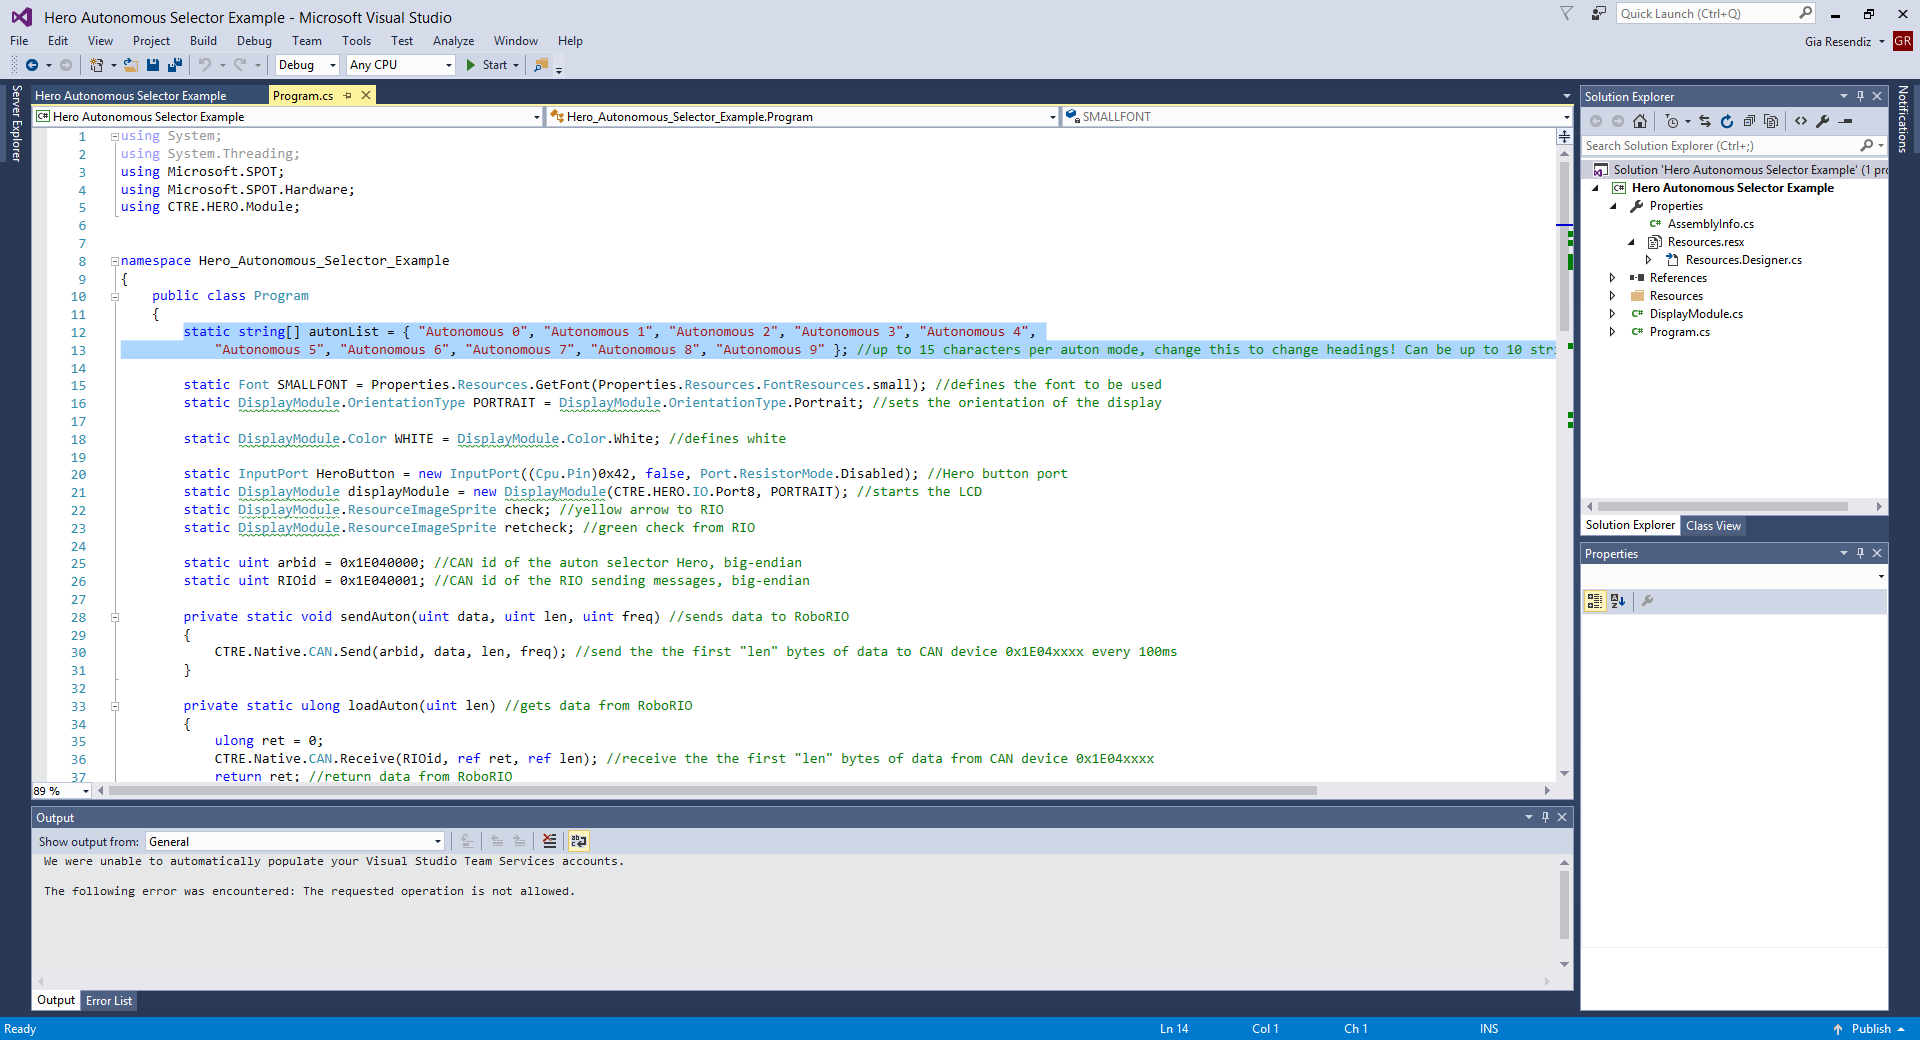 Hero Autonomous Selector Example - Microsoft Visual Studio
Quick Launch (Ctrl+Q)
File Edit View Project Build Debug Team Tools Test Analyze Window Help
Gia Resendiz GR
Debug Any CPU Start
Server Explorer
Hero Autonomous Selector Example Program.cs
C# Hero Autonomous Selector Example Hero_Autonomous_Selector_Example.Program SMALLFONT
1 using System;
2 using System.Threading;
3 using Microsoft.SPOT;
4 using Microsoft.SPOT.Hardware;
5 using CTRE.HERO.Module;
6
7
8 namespace Hero_Autonomous_Selector_Example
9 {
10 public class Program
11 {
12 static string[] autonList = { "Autonomous 0", "Autonomous 1", "Autonomous 2", "Autonomous 3", "Autonomous 4",
13 "Autonomous 5", "Autonomous 6", "Autonomous 7", "Autonomous 8", "Autonomous 9" }; //up to 15 characters per auton mode, change this to change headings! Can be up to 10 stri
14
15 static Font SMALLFONT = Properties.Resources.GetFont(Properties.Resources.FontResources.small); //defines the font to be used
16 static DisplayModule.OrientationType PORTRAIT = DisplayModule.OrientationType.Portrait; //sets the orientation of the display
17
18 static DisplayModule.Color WHITE = DisplayModule.Color.White; //defines white
19
20 static InputPort HeroButton = new InputPort((Cpu.Pin)0x42, false, Port.ResistorMode.Disabled); //Hero button port
21 static DisplayModule displayModule = new DisplayModule(CTRE.HERO.IO.Port8, PORTRAIT); //starts the LCD
22 static DisplayModule.ResourceImageSprite check; //yellow arrow to RIO
23 static DisplayModule.ResourceImageSprite retcheck; //green check from RIO
24
25 static uint arbid = 0x1E040000; //CAN id of the auton selector Hero, big-endian
26 static uint RIOid = 0x1E040001; //CAN id of the RIO sending messages, big-endian
27
28 private static void sendAuton(uint data, uint len, uint freq) //sends data to RoboRIO
29 {
30 CTRE.Native.CAN.Send(arbid, data, len, freq); //send the the first "len" bytes of data to CAN device 0x1E04xxxx every 100ms
31 }
32
33 private static ulong loadAuton(uint len) //gets data from RoboRIO
34 {
35 ulong ret = 0;
36 CTRE.Native.CAN.Receive(RIOid, ref ret, ref len); //receive the the first "len" bytes of data from CAN device 0x1E04xxxx
37 return ret; //return data from RoboRIO
89 %
Output
Show output from: General
We were unable to automatically populate your Visual Studio Team Services accounts.
The following error was encountered: The requested operation is not allowed.
Output Error List
Solution Explorer
Search Solution Explorer (Ctrl+;)
Solution 'Hero Autonomous Selector Example' (1 pro
C# Hero Autonomous Selector Example
Properties
C# AssemblyInfo.cs
Resources.resx
Resources.Designer.cs
References
Resources
C# DisplayModule.cs
C# Program.cs
Solution Explorer Class View
Properties
Notifications
Ready Ln 14 Col 1 Ch 1 INS Publish